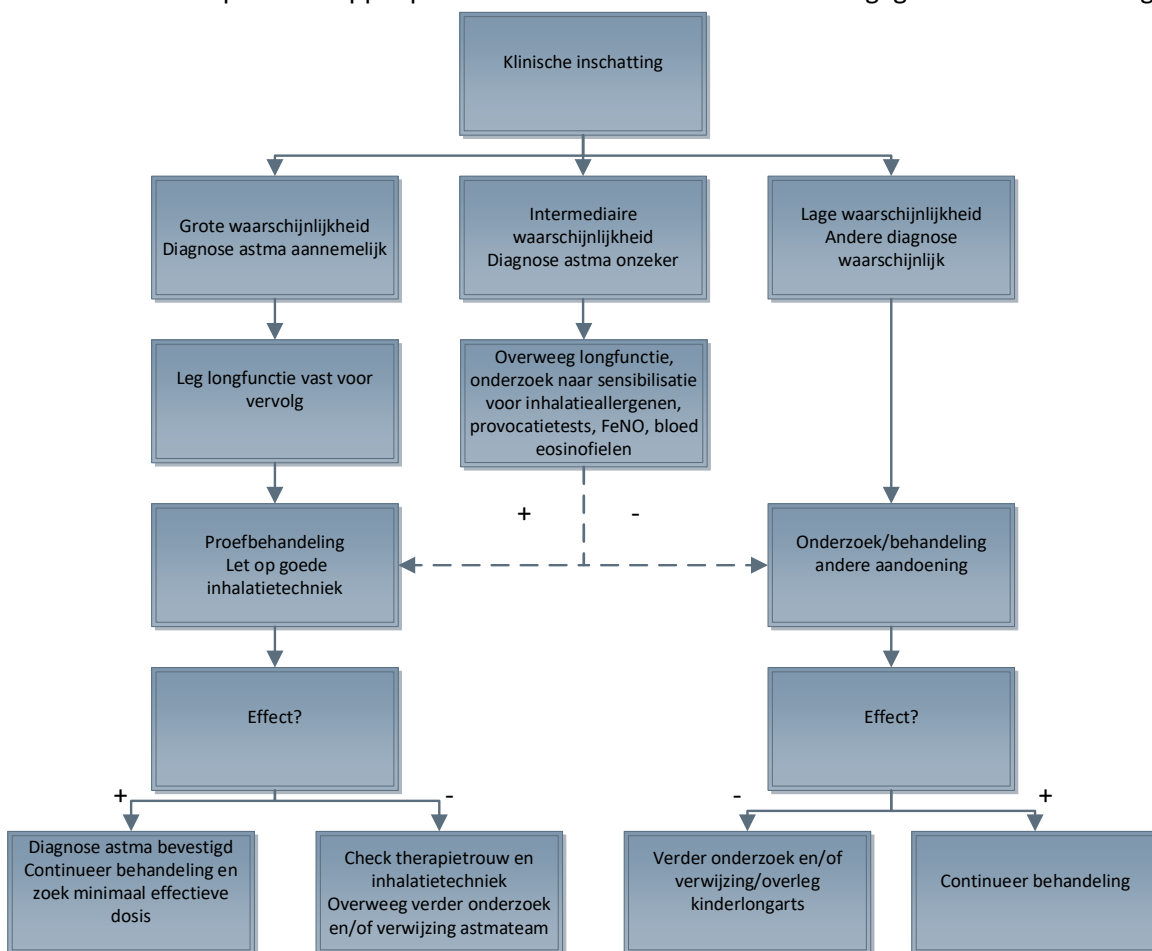 Klinische inschatting
Grote waarschijnlijkheid
Diagnose astma aannemelijk
Intermediaire
waarschijnlijkheid
Diagnose astma onzeker
Lage waarschijnlijkheid
Andere diagnose
waarschijnlijk
Leg longfunctie vast voor
vervolg
Overweeg longfunctie,
onderzoek naar sensibilisatie
voor inhalatieallergenen,
provocatietests, FeNO, bloed
eosinofielen
+
-
Proefbehandeling
Let op goede
inhalatietechniek
Onderzoek/behandeling
andere aandoening
Effect?
Effect?
+
-
-
+
Diagnose astma bevestigd
Continueer behandeling en
zoek minimaal effectieve
dosis
Check therapietrouw en
inhalatietechniek
Overweeg verder onderzoek
en/of verwijzing astmateam
Verder onderzoek en/of
verwijzing/overleg
kinderlongarts
Continueer behandeling